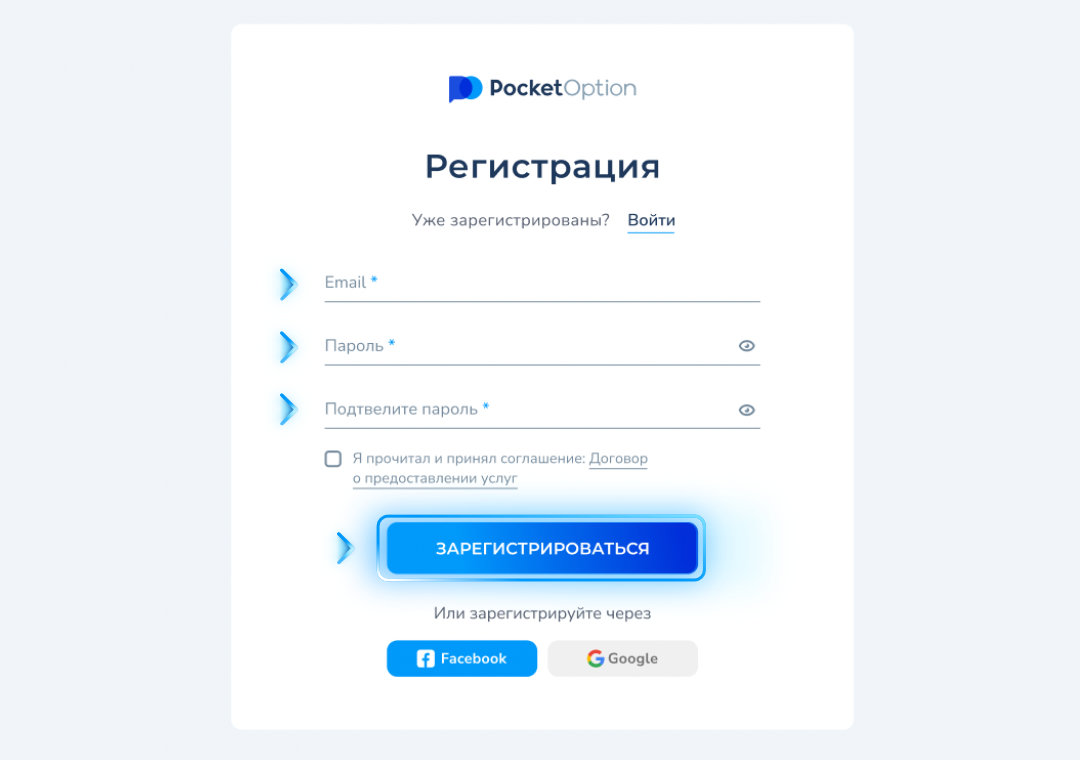 PocketOption
Регистрация
Уже зарегистрированы? Войти
Email *
Пароль *
Подтвелите пароль *
Я прочитал и принял соглашение: Договор
о предоставлении услуг
ЗАРЕГИСТРИРОВАТЬСЯ
Или зарегистрируйте через
Facebook Google